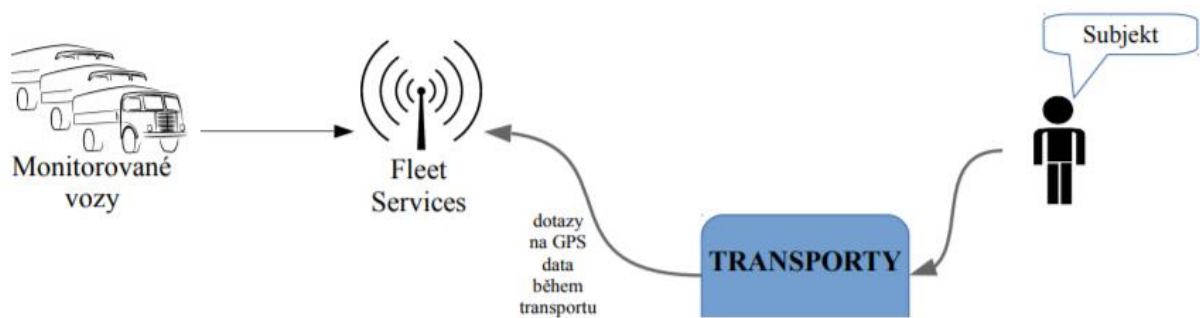 Monitorované
vozy
Fleet
Services
dotazy
na GPS
data
během
transportu
TRANSPORTY
Subjekt